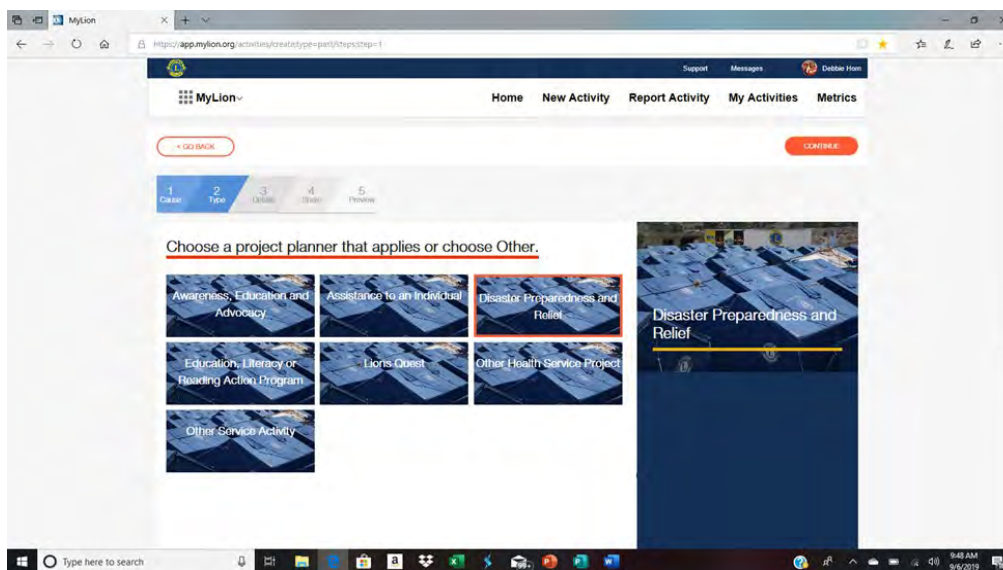 MyLion
https://app.mylion.org/activities/create/type=past/steps:step=1
Support Messages Debbie Hom
MyLion
Home New Activity Report Activity My Activities Metrics
< GO BACK
CONTINUE
1 2 3 4 5
Cause Type Details Share Preview
Choose a project planner that applies or choose Other.
Awareness, Education and
Advocacy
Assistance to an Individual
Disaster Preparedness and
Relief
Education, Literacy or
Reading Action Program
Lions Quest
Other Health Service Project
Other Service Activity
Disaster Preparedness and
Relief
Type here to search
9:48 AM
9/6/2019